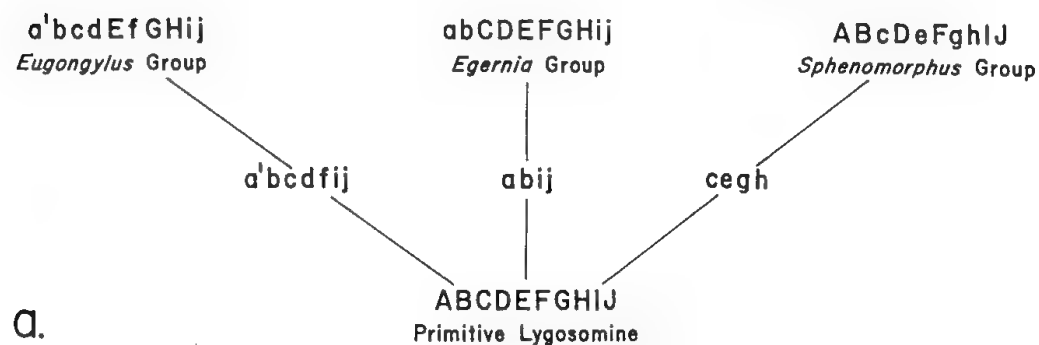 a'bcdEfGHij
Eugongylus Group
abCDEFGHij
Egernia Group
ABcDeFghIJ
Sphenomorphus Group
a'bcdfij
abij
cegh
ABCDEFGHIJ
Primitive Lygosomine
a.